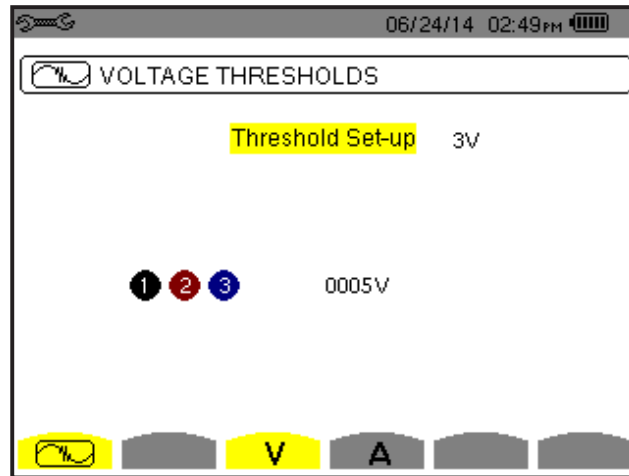 06/24/14 02:49PM
VOLTAGE THRESHOLDS
Threshold Set-up 3V
1 2 3 0005V
V A